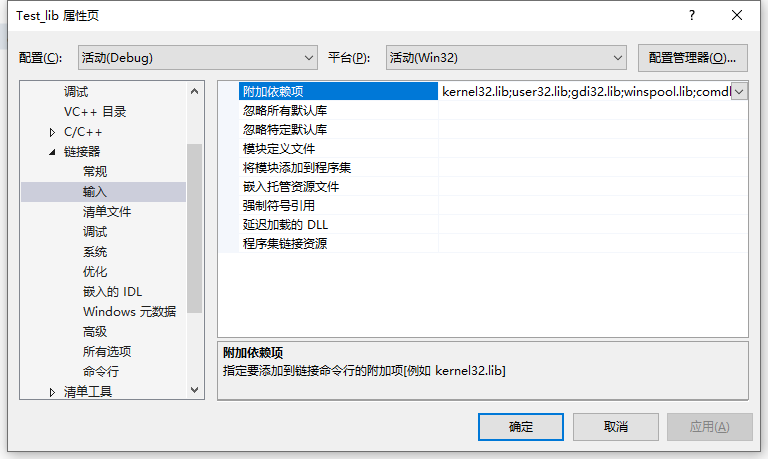 Test_lib 属性页
配置(C): 活动(Debug) 平台(P): 活动(Win32) 配置管理器(O)...
调试
VC++ 目录
C/C++
链接器
常规
输入
清单文件
调试
系统
优化
嵌入的 IDL
Windows 元数据
高级
所有选项
命令行
清单工具
附加依赖项 kernel32.lib;user32.lib;gdi32.lib;winspool.lib;comdl
忽略所有默认库
忽略特定默认库
模块定义文件
将模块添加到程序集
嵌入托管资源文件
强制符号引用
延迟加载的 DLL
程序集链接资源
附加依赖项
指定要添加到链接命令行的附加项[例如 kernel32.lib]
确定 取消 应用(A)